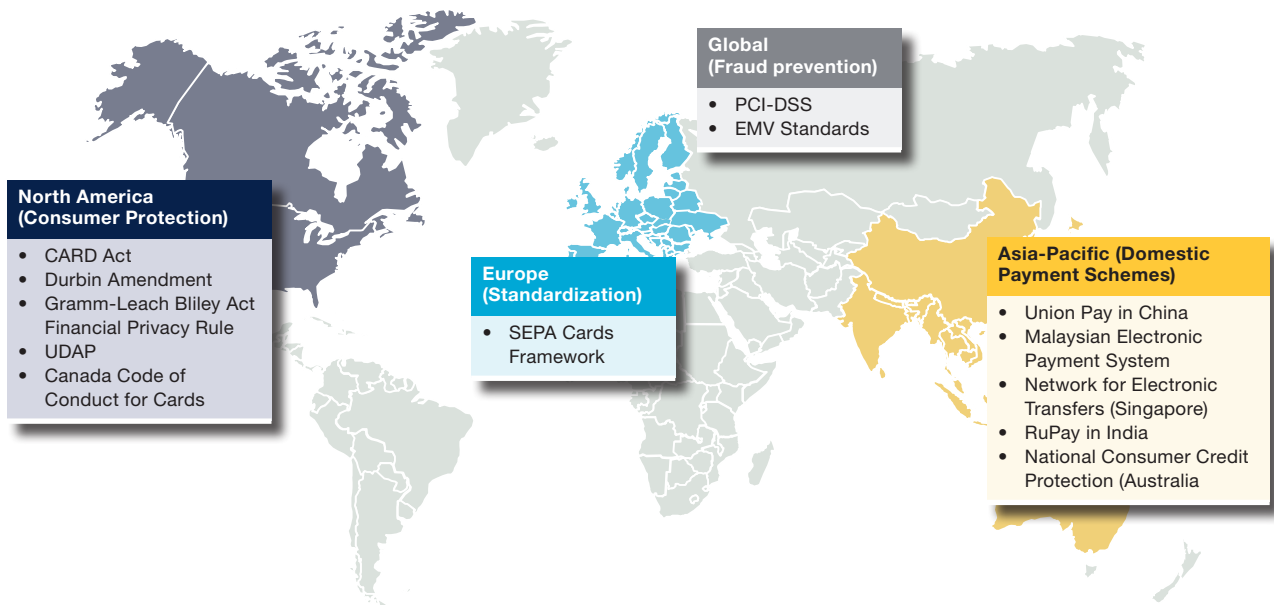 Global
(Fraud prevention)
• PCI-DSS
• EMV Standards
North America
(Consumer Protection)
• CARD Act
• Durbin Amendment
• Gramm-Leach Bliley Act
Financial Privacy Rule
• UDAP
• Canada Code of
Conduct for Cards
Europe
(Standardization)
• SEPA Cards
Framework
Asia-Pacific (Domestic
Payment Schemes)
• Union Pay in China
• Malaysian Electronic
Payment System
• Network for Electronic
Transfers (Singapore)
• RuPay in India
• National Consumer Credit
Protection (Australia